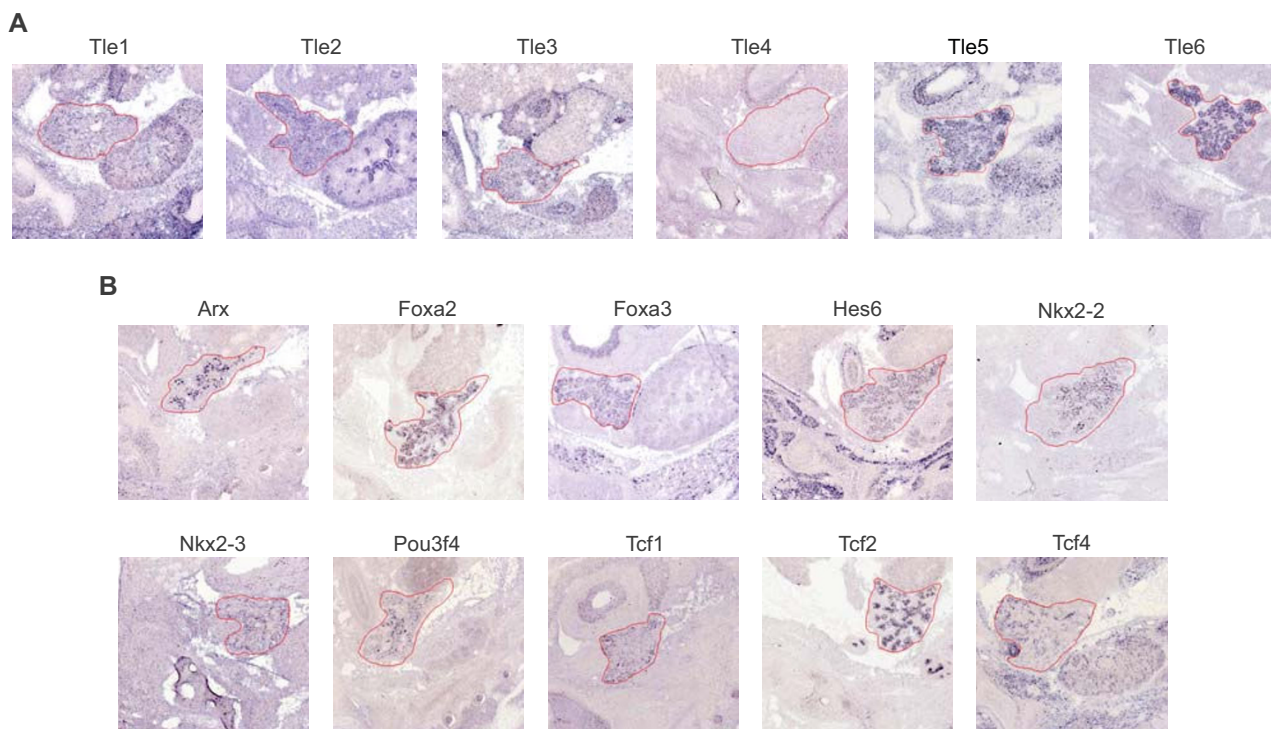 A
Tle1 Tle2 Tle3 Tle4 Tle5 Tle6
B
Arx Foxa2 Foxa3 Hes6 Nkx2-2
Nkx2-3 Pou3f4 Tcf1 Tcf2 Tcf4